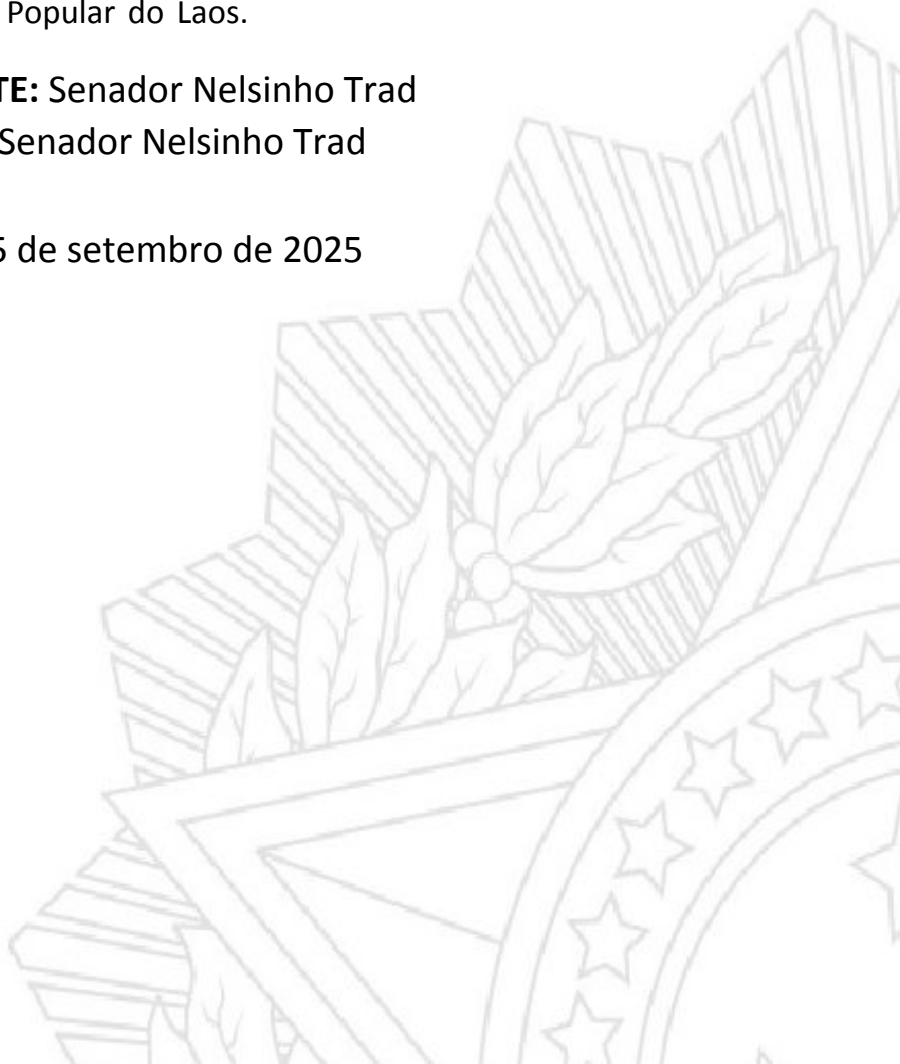 Popular do Laos.
TE: Senador Nelsinho Trad
Senador Nelsinho Trad
5 de setembro de 2025